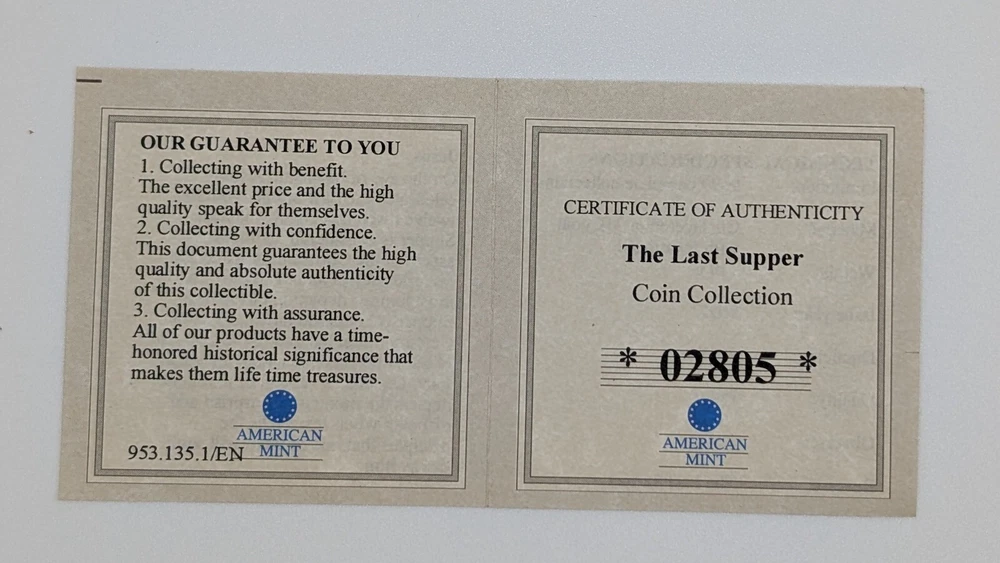 OUR GUARANTEE TO YOU
1. Collecting with benefit.
The excellent price and the high
quality speak for themselves.
2. Collecting with confidence.
This document guarantees the high
quality and absolute authenticity
of this collectible.
3. Collecting with assurance.
All of our products have a time-
honored historical significance that
makes them life time treasures.
AMERICAN
MINT
953.135.1/EN
CERTIFICATE OF AUTHENTICITY
The Last Supper
Coin Collection
* 02805 *
AMERICAN
MINT